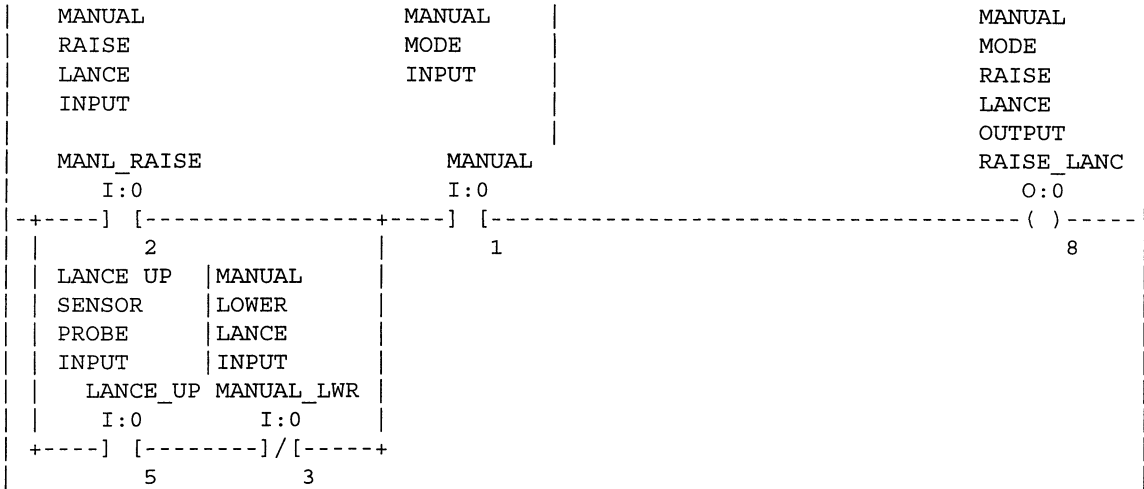 |   MANUAL                 MANUAL      |                             MANUAL
|   RAISE                  MODE        |                             MODE
|   LANCE                  INPUT       |                             RAISE
|   INPUT                              |                             LANCE
|                                      |                             OUTPUT
|   MANL_RAISE                MANUAL                                 RAISE_LANC
|      I:0                    I:0                                       O:0
|-+----] [----------------+----] [-------------------------------------( )-----|
| |       2               |       1                                       8    |
| | LANCE UP  |MANUAL     |                                                    |
| | SENSOR    |LOWER      |                                                    |
| | PROBE     |LANCE      |                                                    |
| | INPUT     |INPUT      |                                                    |
| |   LANCE_UP MANUAL_LWR |                                                    |
| |    I:0        I:0     |                                                    |
| +----] [--------]/[-----+                                                    |
|       5          3                                                           |